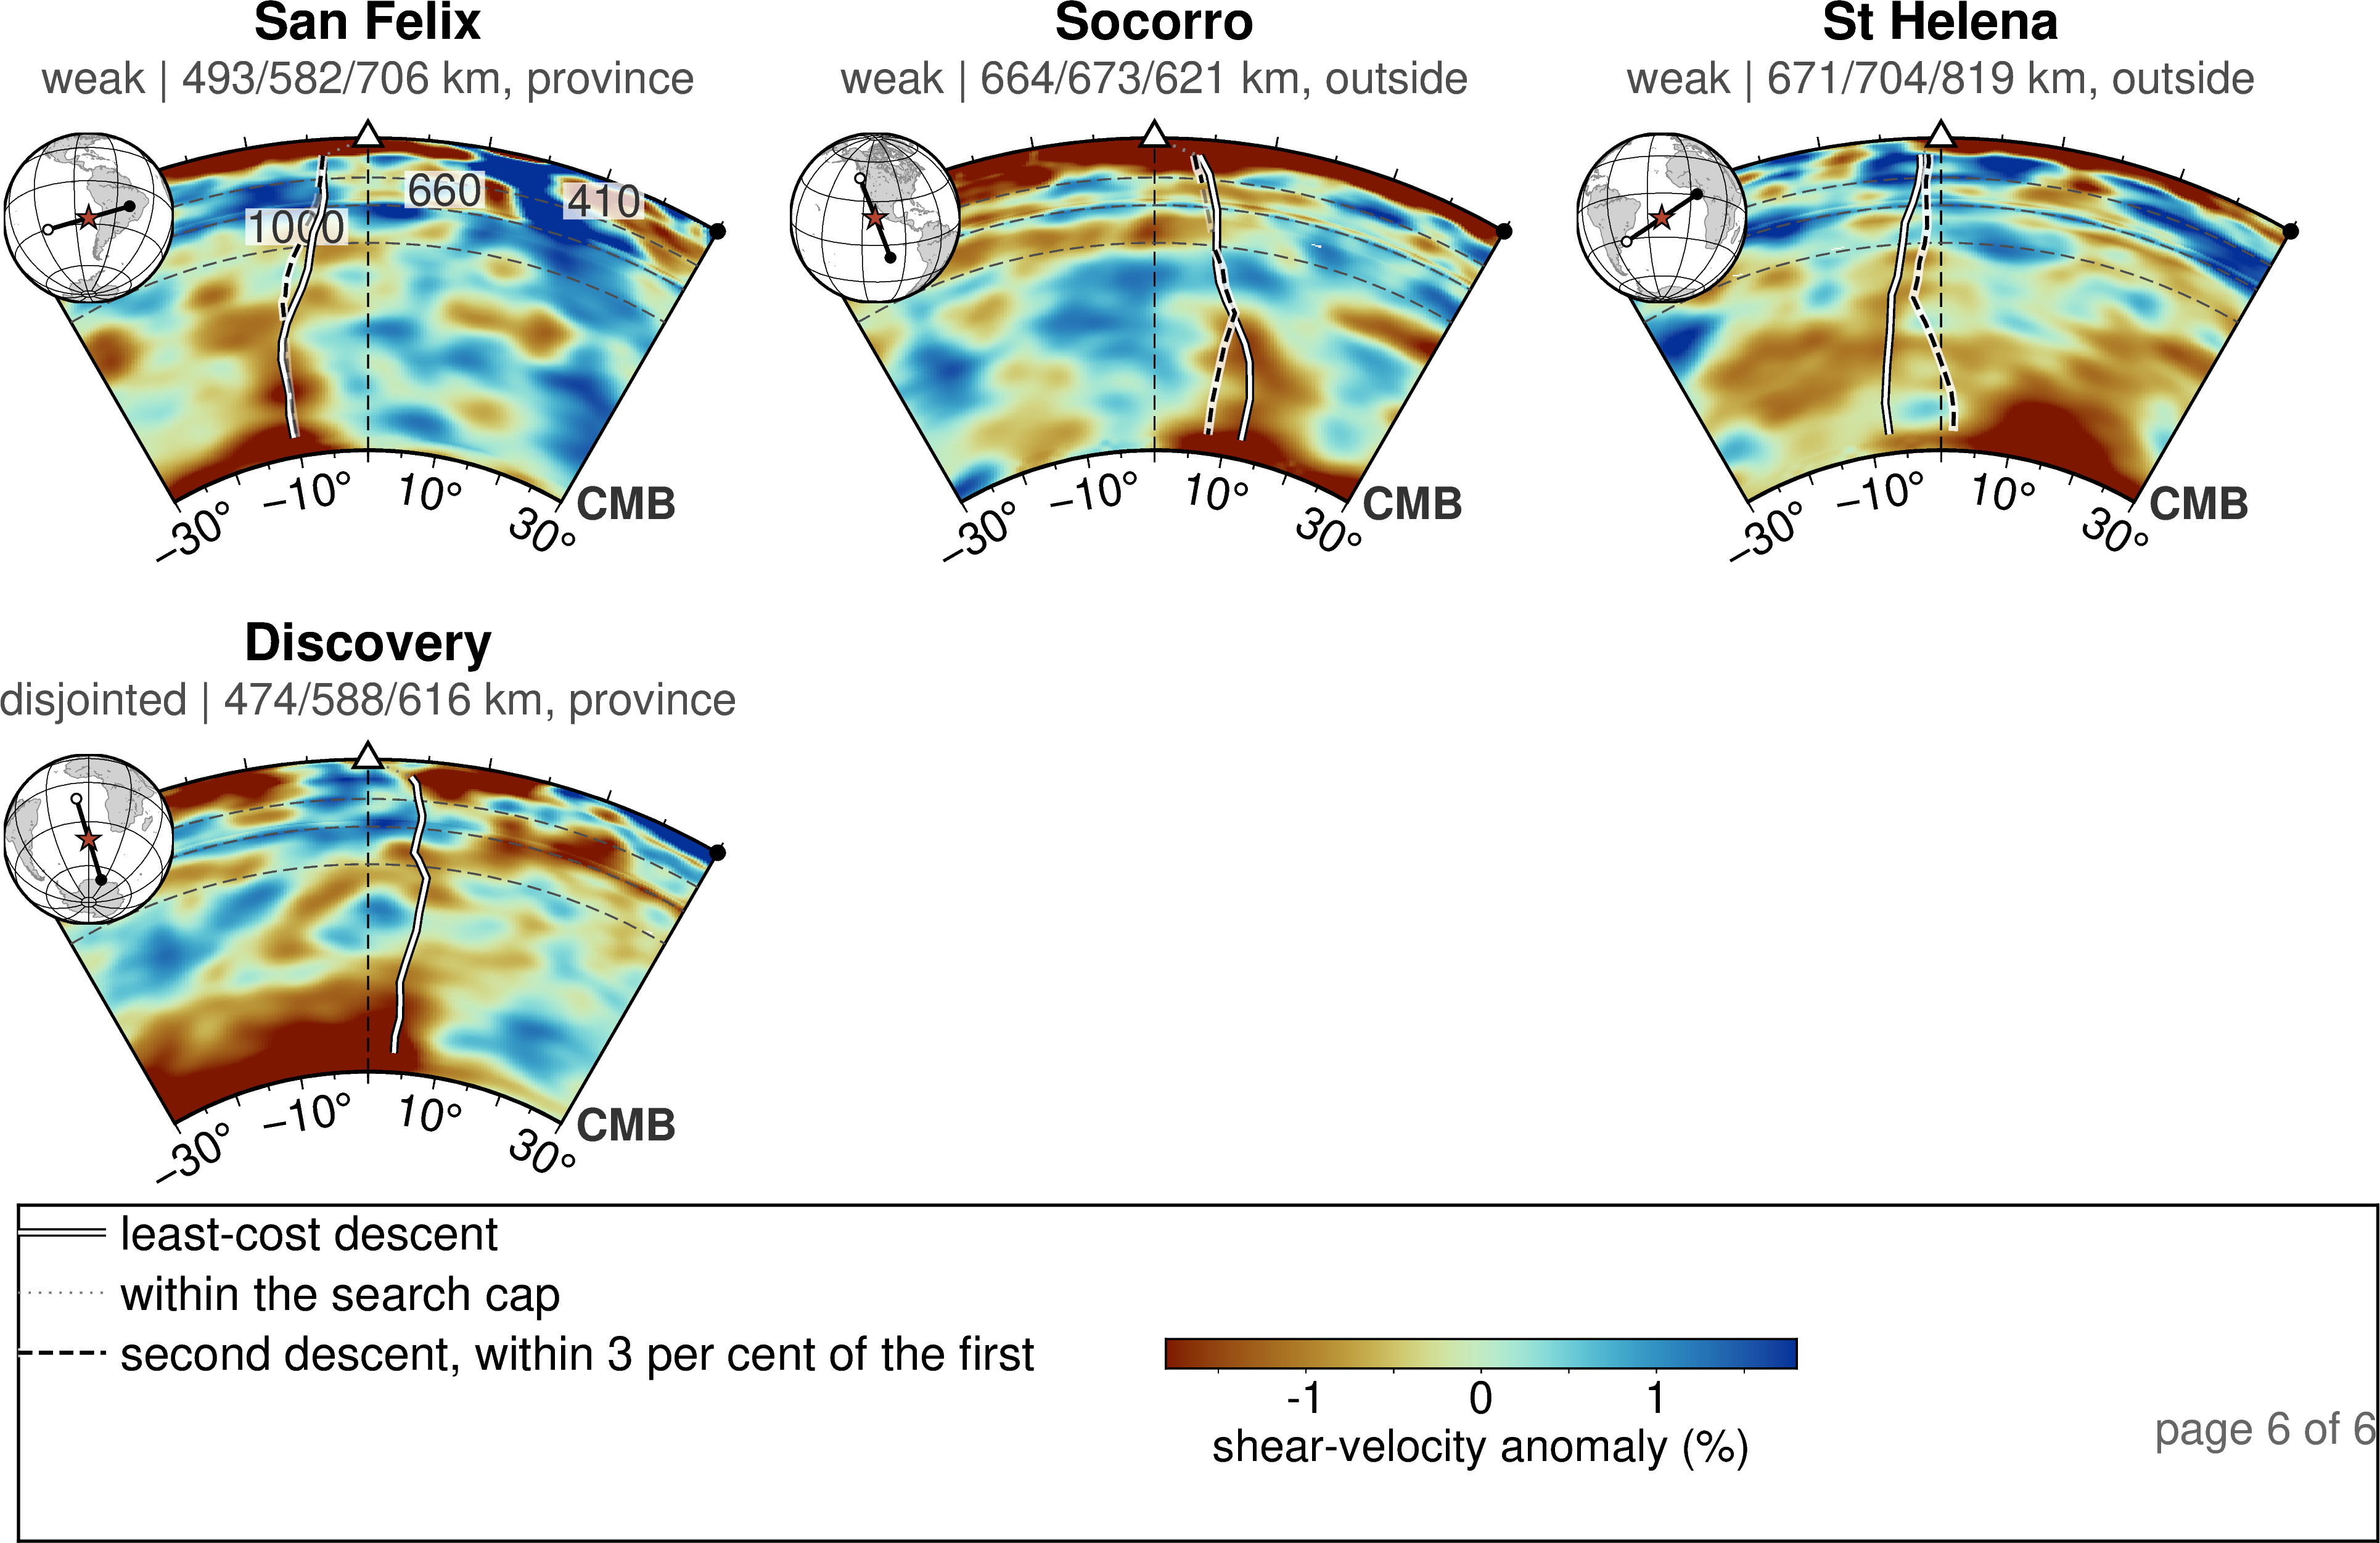 San Felix
weak | 493/582/706 km, province
1000
660
410
−30°
−10°
10°
30°
CMB
Socorro
weak | 664/673/621 km, outside
−30°
−10°
10°
30°
CMB
St Helena
weak | 671/704/819 km, outside
−30°
−10°
10°
30°
CMB
Discovery
disjointed | 474/588/616 km, province
−30°
−10°
10°
30°
CMB
least-cost descent
within the search cap
second descent, within 3 per cent of the first
-1 0 1
shear-velocity anomaly (%)
page 6 of 6